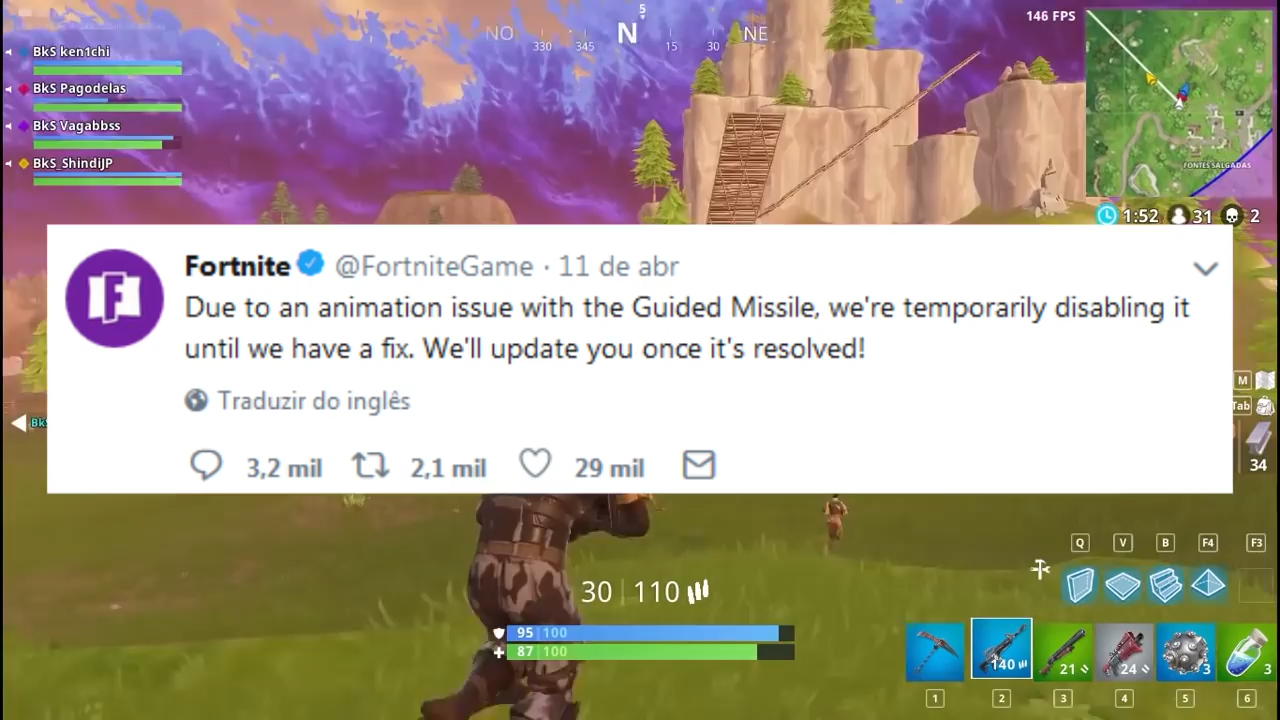 5
NO 330 345 N 15 30 NE
146 FPS
BkS ken1chi
BkS Pagodelas
BkS Vagabbss
BkS_ShindiJP
FONTES SALGADAS
1:52 31 2
Fortnite @FortniteGame · 11 de abr
Due to an animation issue with the Guided Missile, we're temporarily disabling it
until we have a fix. We'll update you once it's resolved!
Traduzir do inglês
3,2 mil 2,1 mil 29 mil
M
Tab
BkS
34
Q V B F4 F3
30 | 110
95 | 100
87 | 100
140 21 24 3 3
1 2 3 4 5 6